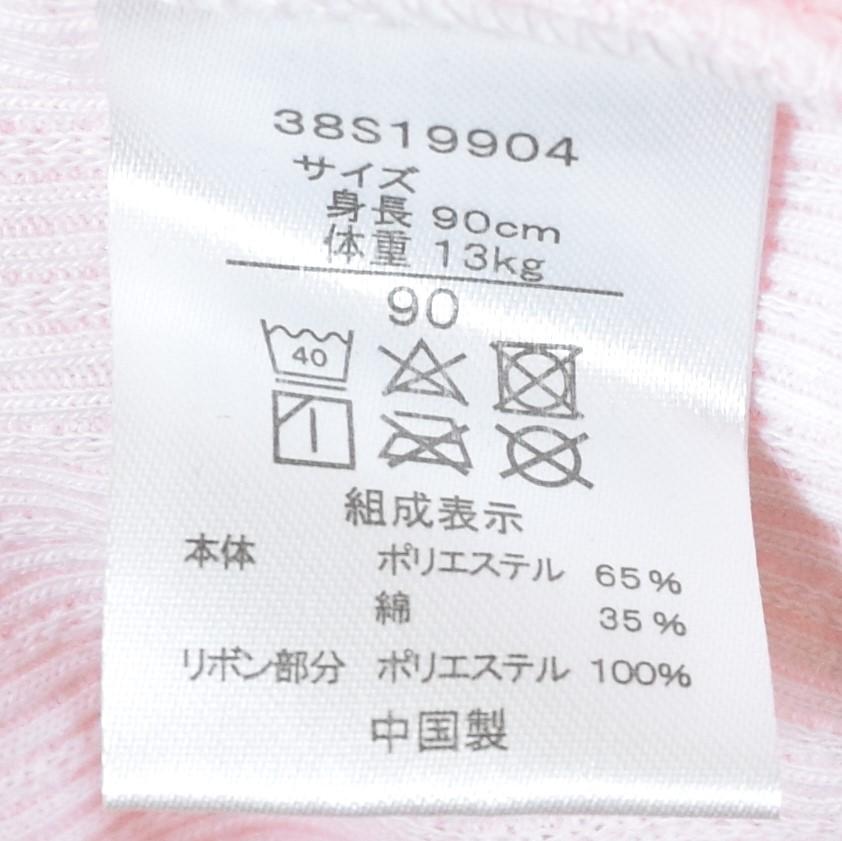 38S19904
サイズ
身長 90cm
体重 13kg
90
40
組成表示
本体 ポリエステル 65%
綿 35%
リボン部分 ポリエステル 100%
中国製